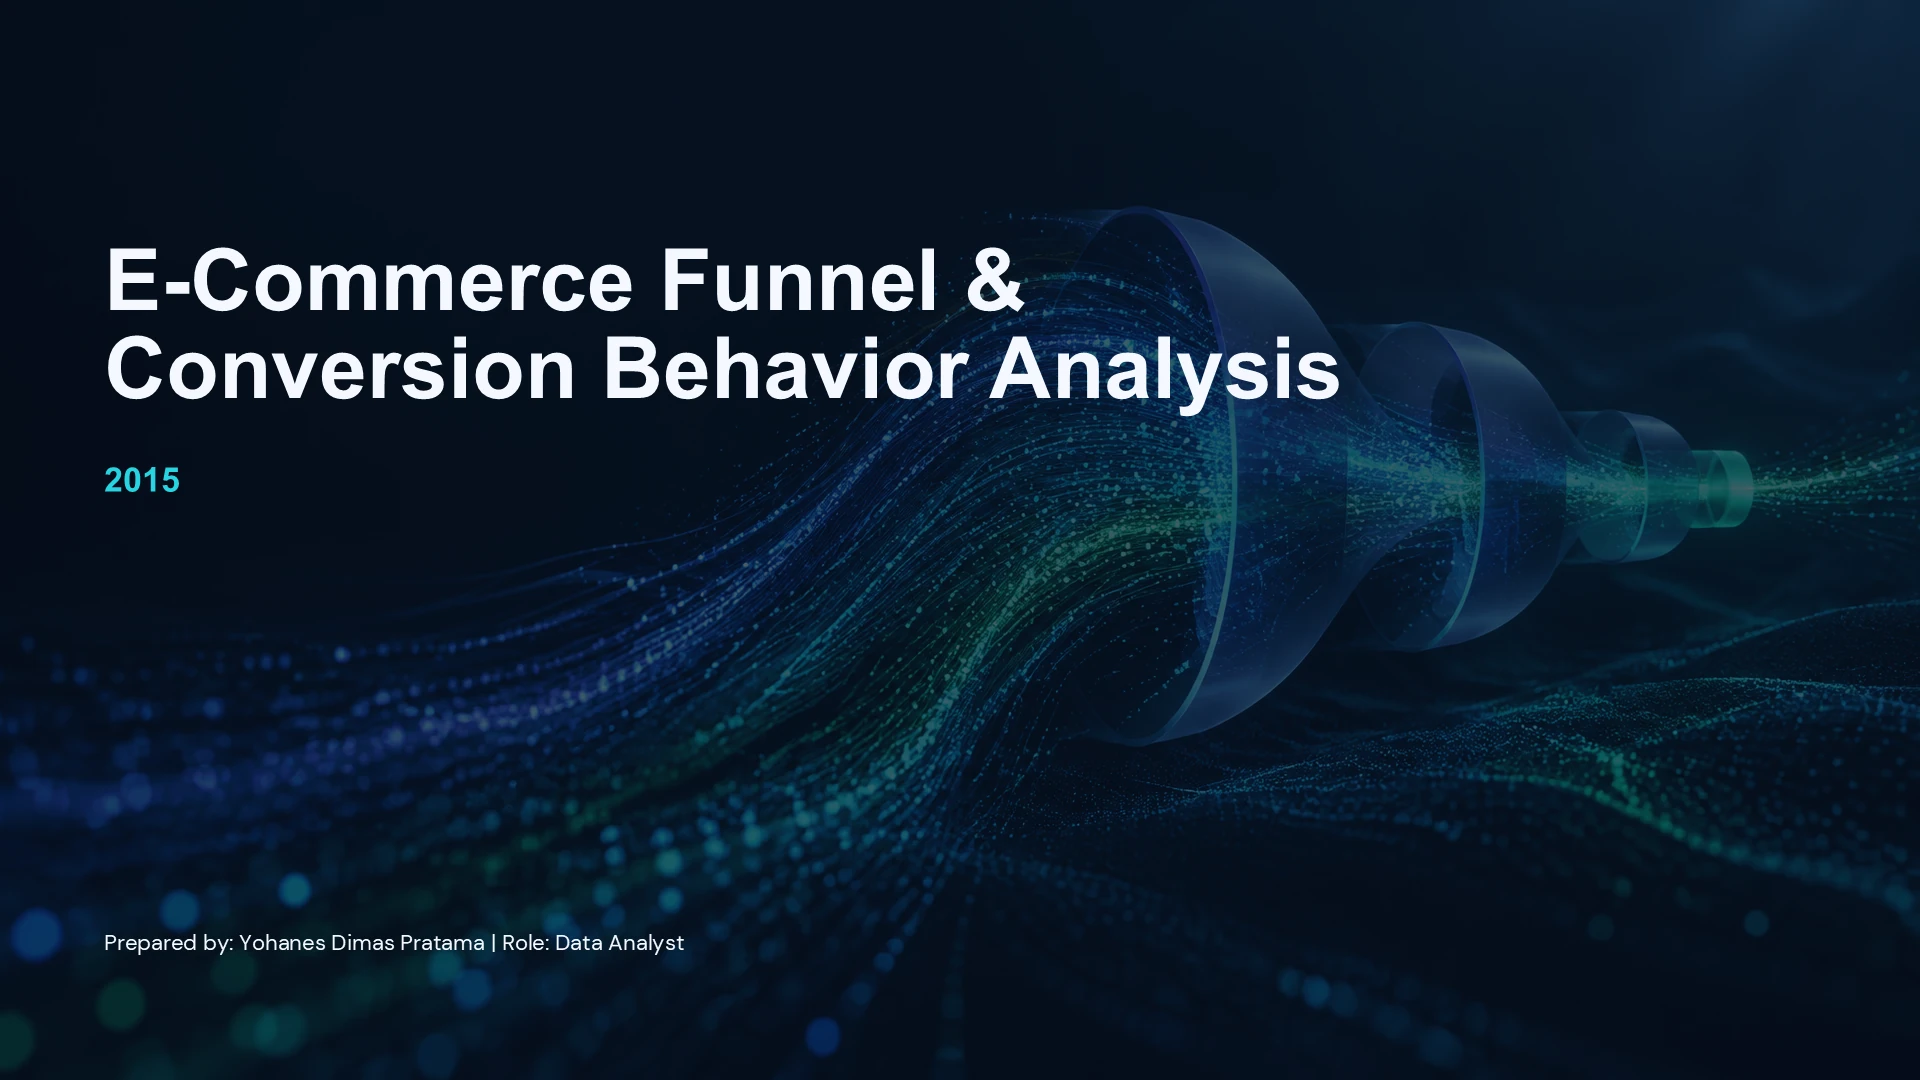 E-Commerce Funnel &
Conversion Behavior Analysis
2015
Prepared by: Yohanes Dimas Pratama | Role: Data Analyst